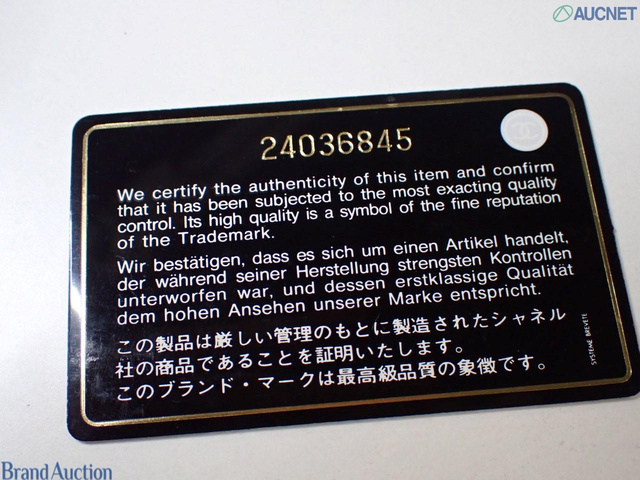 AUCNET
24036845
We certify the authenticity of this item and confirm
that it has been subjected to the most exacting quality
control. Its high quality is a symbol of the fine reputation
of the Trademark.
Wir bestätigen, dass es sich um einen Artikel handelt,
der während seiner Herstellung strengsten Kontrollen
unterworfen war, und dessen erstklassige Qualität
dem hohen Ansehen unserer Marke entspricht.
この製品は厳しい管理のもとに製造されたシャネル
社の商品であることを証明いたします。
このブランド・マークは最高級品質の象徴です。
SYSTEME BREVETE
Brand Auction